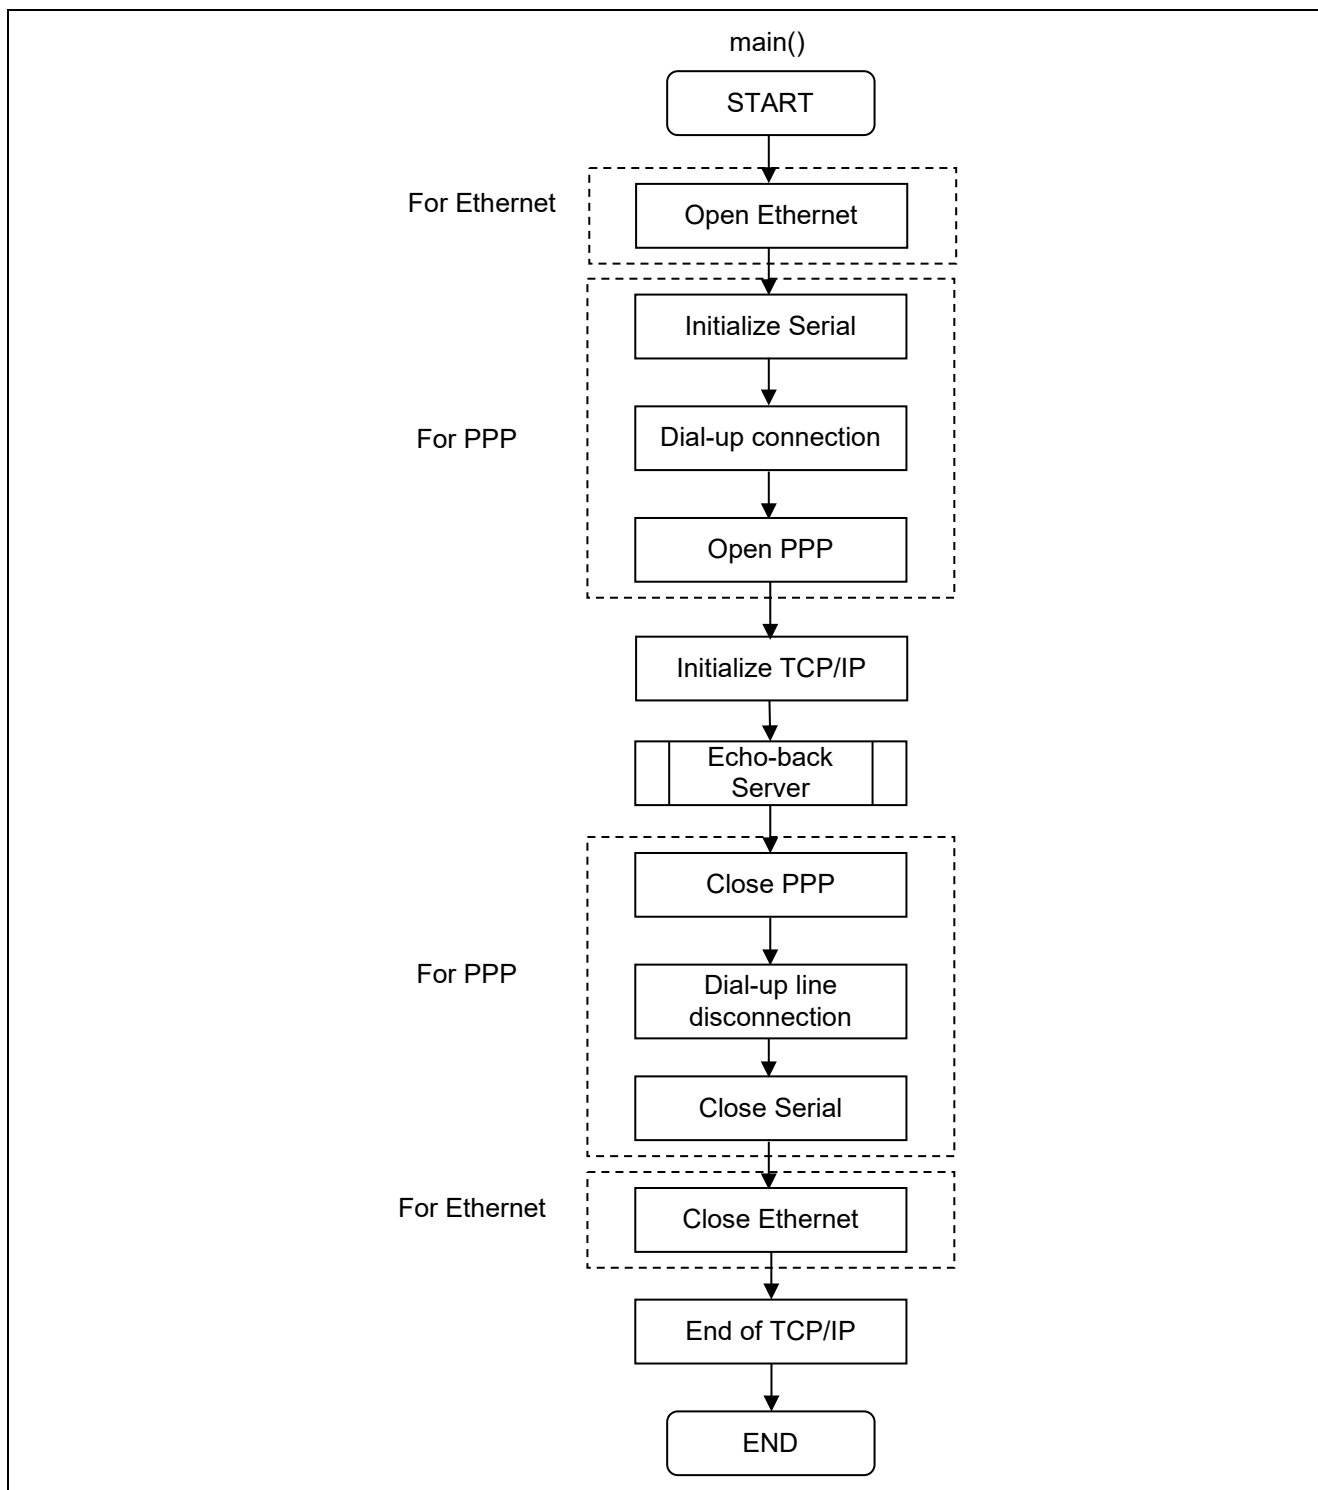 main()
START
For Ethernet
Open Ethernet
Initialize Serial
For PPP
Dial-up connection
Open PPP
Initialize TCP/IP
Echo-back
Server
Close PPP
For PPP
Dial-up line
disconnection
Close Serial
For Ethernet
Close Ethernet
End of TCP/IP
END